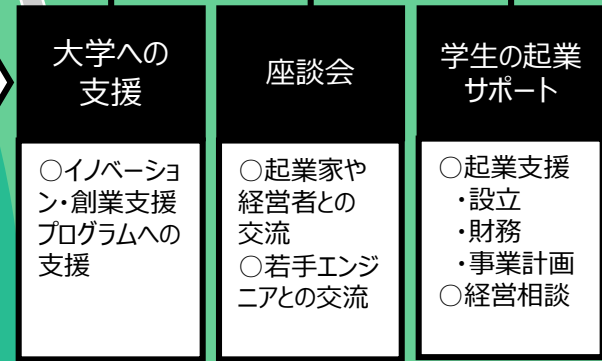 大学への
支援
○イノベーショ
ン・創業支援
プログラムへの
支援
座談会
○起業家や
経営者との
交流
○若手エンジ
ニアとの交流
学生の起業
サポート
○起業支援
・設立
・財務
・事業計画
○経営相談